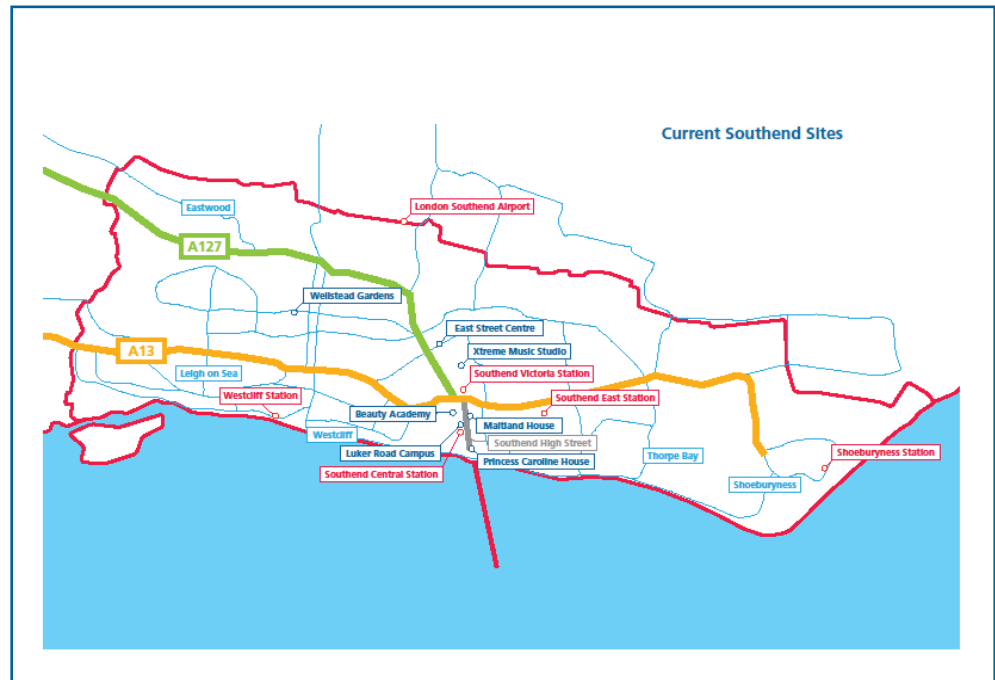 Current Southend Sites
London Southend Airport
Eastwood
A127
Wellstead Gardens
East Street Centre
A13
Xtreme Music Studio
Leigh on Sea
Southend Victoria Station
Westcliff Station
Southend East Station
Beauty Academy
Maitland House
Westcliff
Southend High Street
Luker Road Campus
Thorpe Bay
Shoeburyness Station
Princess Caroline House
Southend Central Station
Shoeburyness